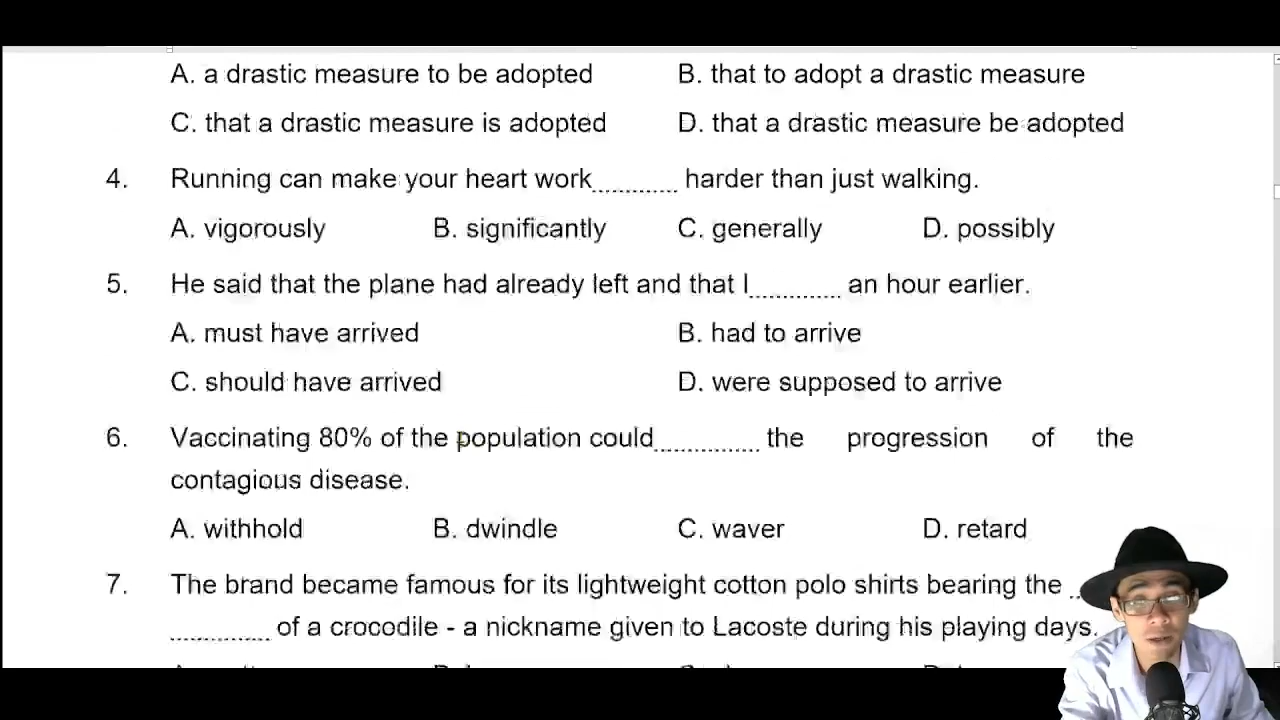 A. a drastic measure to be adopted B. that to adopt a drastic measure
C. that a drastic measure is adopted D. that a drastic measure be adopted
4. Running can make your heart work............ harder than just walking.
A. vigorously B. significantly C. generally D. possibly
5. He said that the plane had already left and that I............. an hour earlier.
A. must have arrived B. had to arrive
C. should have arrived D. were supposed to arrive
6. Vaccinating 80% of the population could............... the progression of the
contagious disease.
A. withhold B. dwindle C. waver D. retard
7. The brand became famous for its lightweight cotton polo shirts bearing the ..
.............. of a crocodile - a nickname given to Lacoste during his playing days.